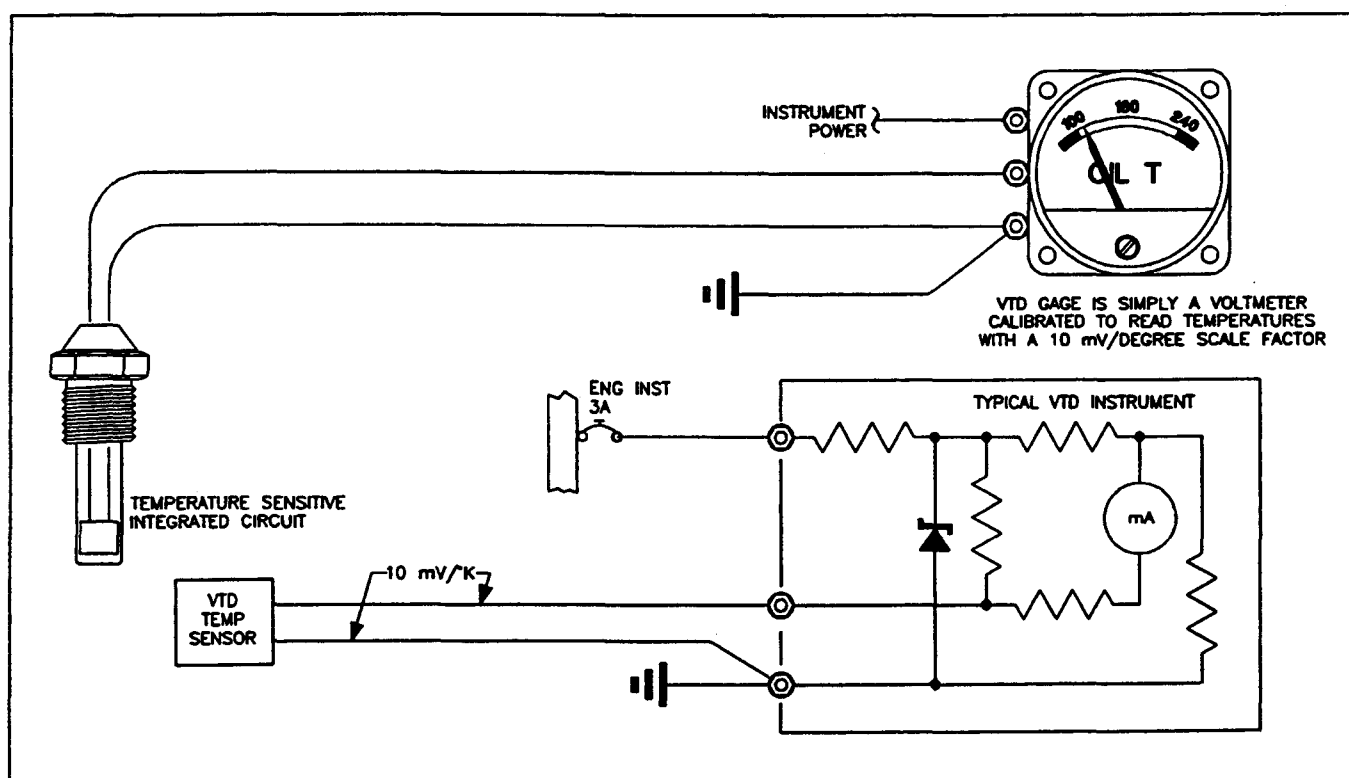 INSTRUMENT
POWER
100
180
240
OIL T
VTD GAGE IS SIMPLY A VOLTMETER
CALIBRATED TO READ TEMPERATURES
WITH A 10 mV/DEGREE SCALE FACTOR
ENG INST
3A
TYPICAL VTD INSTRUMENT
TEMPERATURE SENSITIVE
INTEGRATED CIRCUIT
mA
10 mV/°K
VTD
TEMP
SENSOR